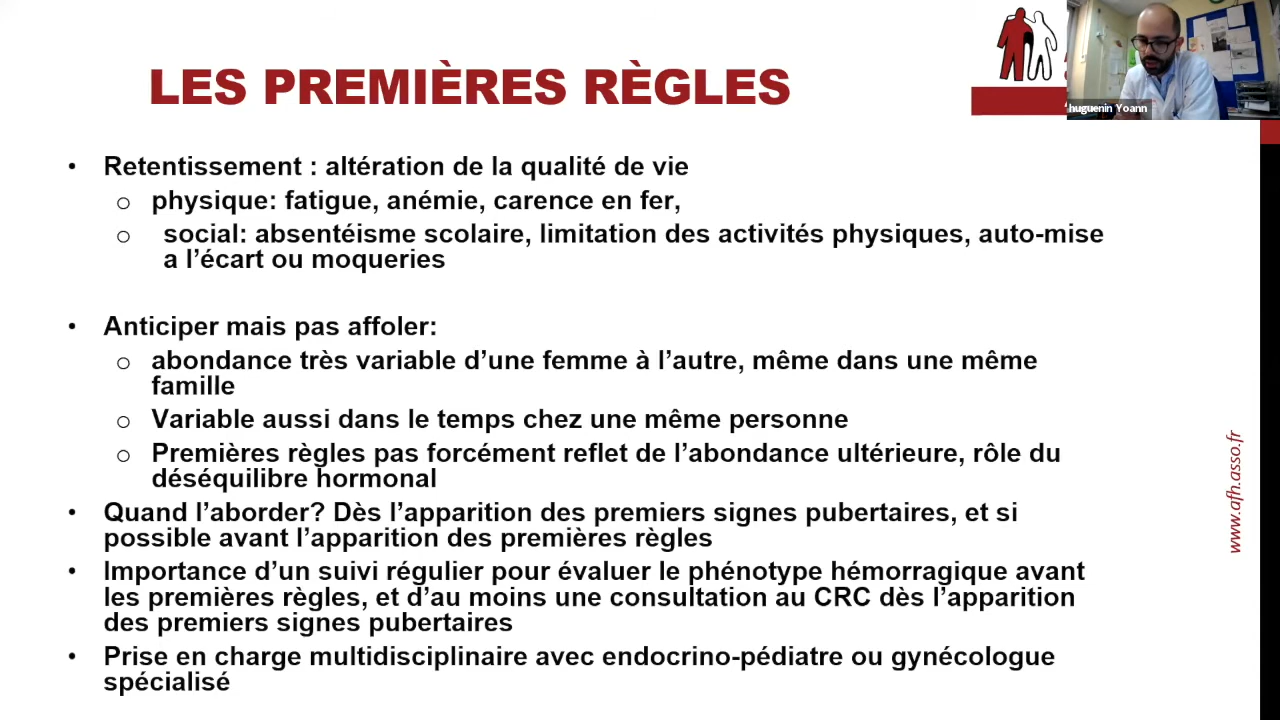 LES PREMIÈRES RÈGLES
huguenin Yoann
• Retentissement : altération de la qualité de vie
o physique: fatigue, anémie, carence en fer,
o social: absentéisme scolaire, limitation des activités physiques, auto-mise
a l’écart ou moqueries
• Anticiper mais pas affoler:
o abondance très variable d’une femme à l’autre, même dans une même
famille
o Variable aussi dans le temps chez une même personne
o Premières règles pas forcément reflet de l’abondance ultérieure, rôle du
déséquilibre hormonal
• Quand l’aborder? Dès l’apparition des premiers signes pubertaires, et si
possible avant l’apparition des premières règles
• Importance d’un suivi régulier pour évaluer le phénotype hémorragique avant
les premières règles, et d’au moins une consultation au CRC dès l’apparition
des premiers signes pubertaires
• Prise en charge multidisciplinaire avec endocrino-pédiatre ou gynécologue
spécialisé
www.afh.asso.fr